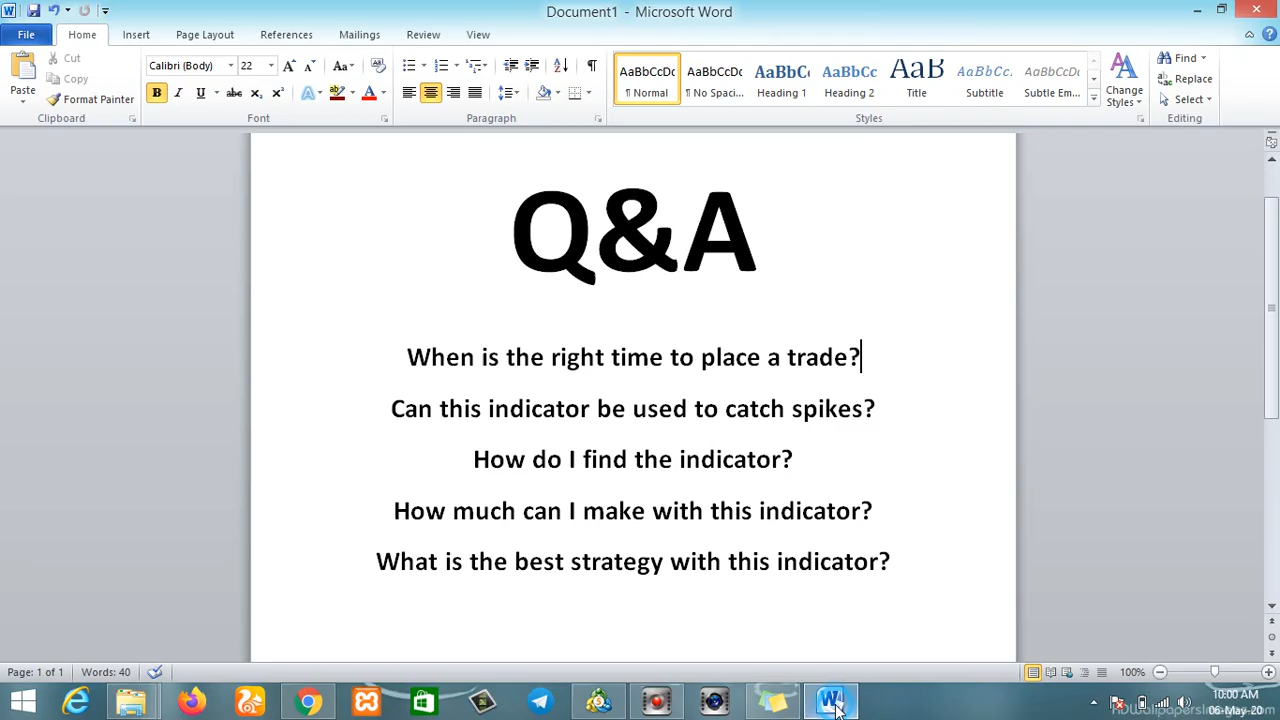 Document1 - Microsoft Word
File Home Insert Page Layout References Mailings Review View
Paste Cut Copy Format Painter
Calibri (Body) 22
AaBbCcDc AaBbCcDc AaBbCc AaBbCc AaB AaBbCc. AaBbCcDc
¶ Normal ¶ No Spaci... Heading 1 Heading 2 Title Subtitle Subtle Em...
Change Styles
Find Replace Select
Clipboard Font Paragraph Styles Editing
Q&A
When is the right time to place a trade?
Can this indicator be used to catch spikes?
How do I find the indicator?
How much can I make with this indicator?
What is the best strategy with this indicator?
Page: 1 of 1 Words: 40 100%
10:00 AM
06-May-20